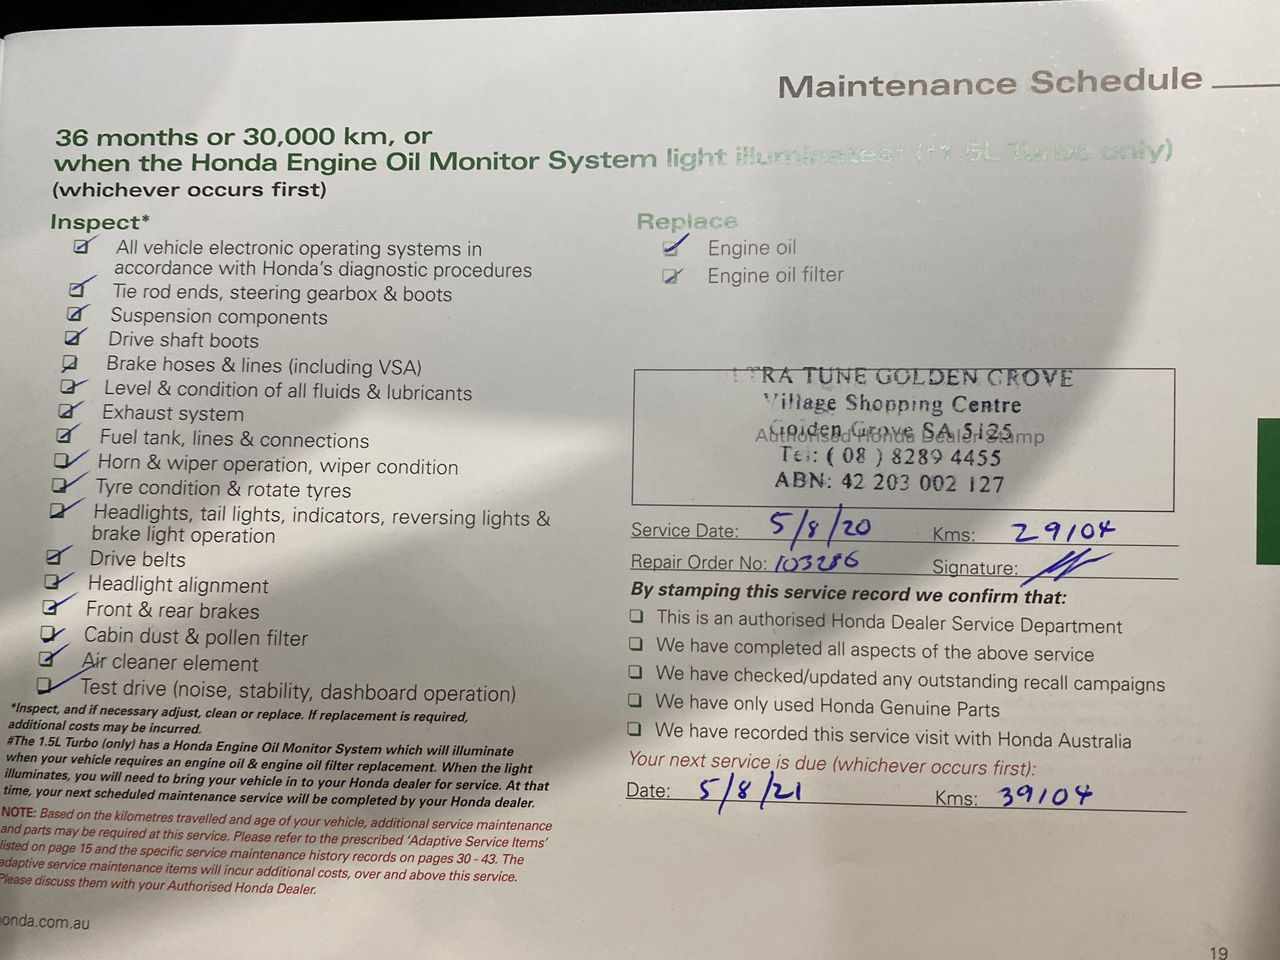 Maintenance Schedule
36 months or 30,000 km, or
when the Honda Engine Oil Monitor System light illuminates# (#1.5L Turbo only)
(whichever occurs first)
Inspect*
All vehicle electronic operating systems in
accordance with Honda's diagnostic procedures
Tie rod ends, steering gearbox & boots
Suspension components
Drive shaft boots
Brake hoses & lines (including VSA)
Level & condition of all fluids & lubricants
Exhaust system
Fuel tank, lines & connections
Horn & wiper operation, wiper condition
Tyre condition & rotate tyres
Headlights, tail lights, indicators, reversing lights &
brake light operation
Drive belts
Headlight alignment
Front & rear brakes
Cabin dust & pollen filter
Air cleaner element
Test drive (noise, stability, dashboard operation)
*Inspect, and if necessary adjust, clean or replace. If replacement is required,
additional costs may be incurred.
#The 1.5L Turbo (only) has a Honda Engine Oil Monitor System which will illuminate
when your vehicle requires an engine oil & engine oil filter replacement. When the light
illuminates, you will need to bring your vehicle in to your Honda dealer for service. At that
time, your next scheduled maintenance service will be completed by your Honda dealer.
NOTE: Based on the kilometres travelled and age of your vehicle, additional service maintenance
and parts may be required at this service. Please refer to the prescribed 'Adaptive Service Items'
listed on page 15 and the specific service maintenance history records on pages 30 - 43. The
adaptive service maintenance items will incur additional costs, over and above this service.
Please discuss them with your Authorised Honda Dealer.
onda.com.au
Replace
Engine oil
Engine oil filter
TRA TUNE GOLDEN GROVE
Village Shopping Centre
Golden Grove SA 5125
Authorised Honda Dealer Stamp
Tel: ( 08 ) 8289 4455
ABN: 42 203 002 127
Service Date: 5/8/20 Kms: 29104
Repair Order No: 103286 Signature:
By stamping this service record we confirm that:
This is an authorised Honda Dealer Service Department
We have completed all aspects of the above service
We have checked/updated any outstanding recall campaigns
We have only used Honda Genuine Parts
We have recorded this service visit with Honda Australia
Your next service is due (whichever occurs first):
Date: 5/8/21 Kms: 39104
19